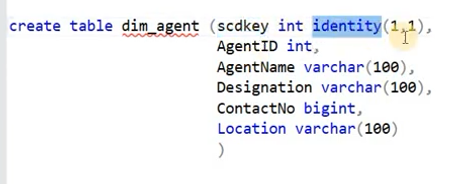 create table dim_agent (scdkey int identity(1,1),
AgentID int,
AgentName varchar(100),
Designation varchar(100),
ContactNo bigint,
Location varchar(100)
)